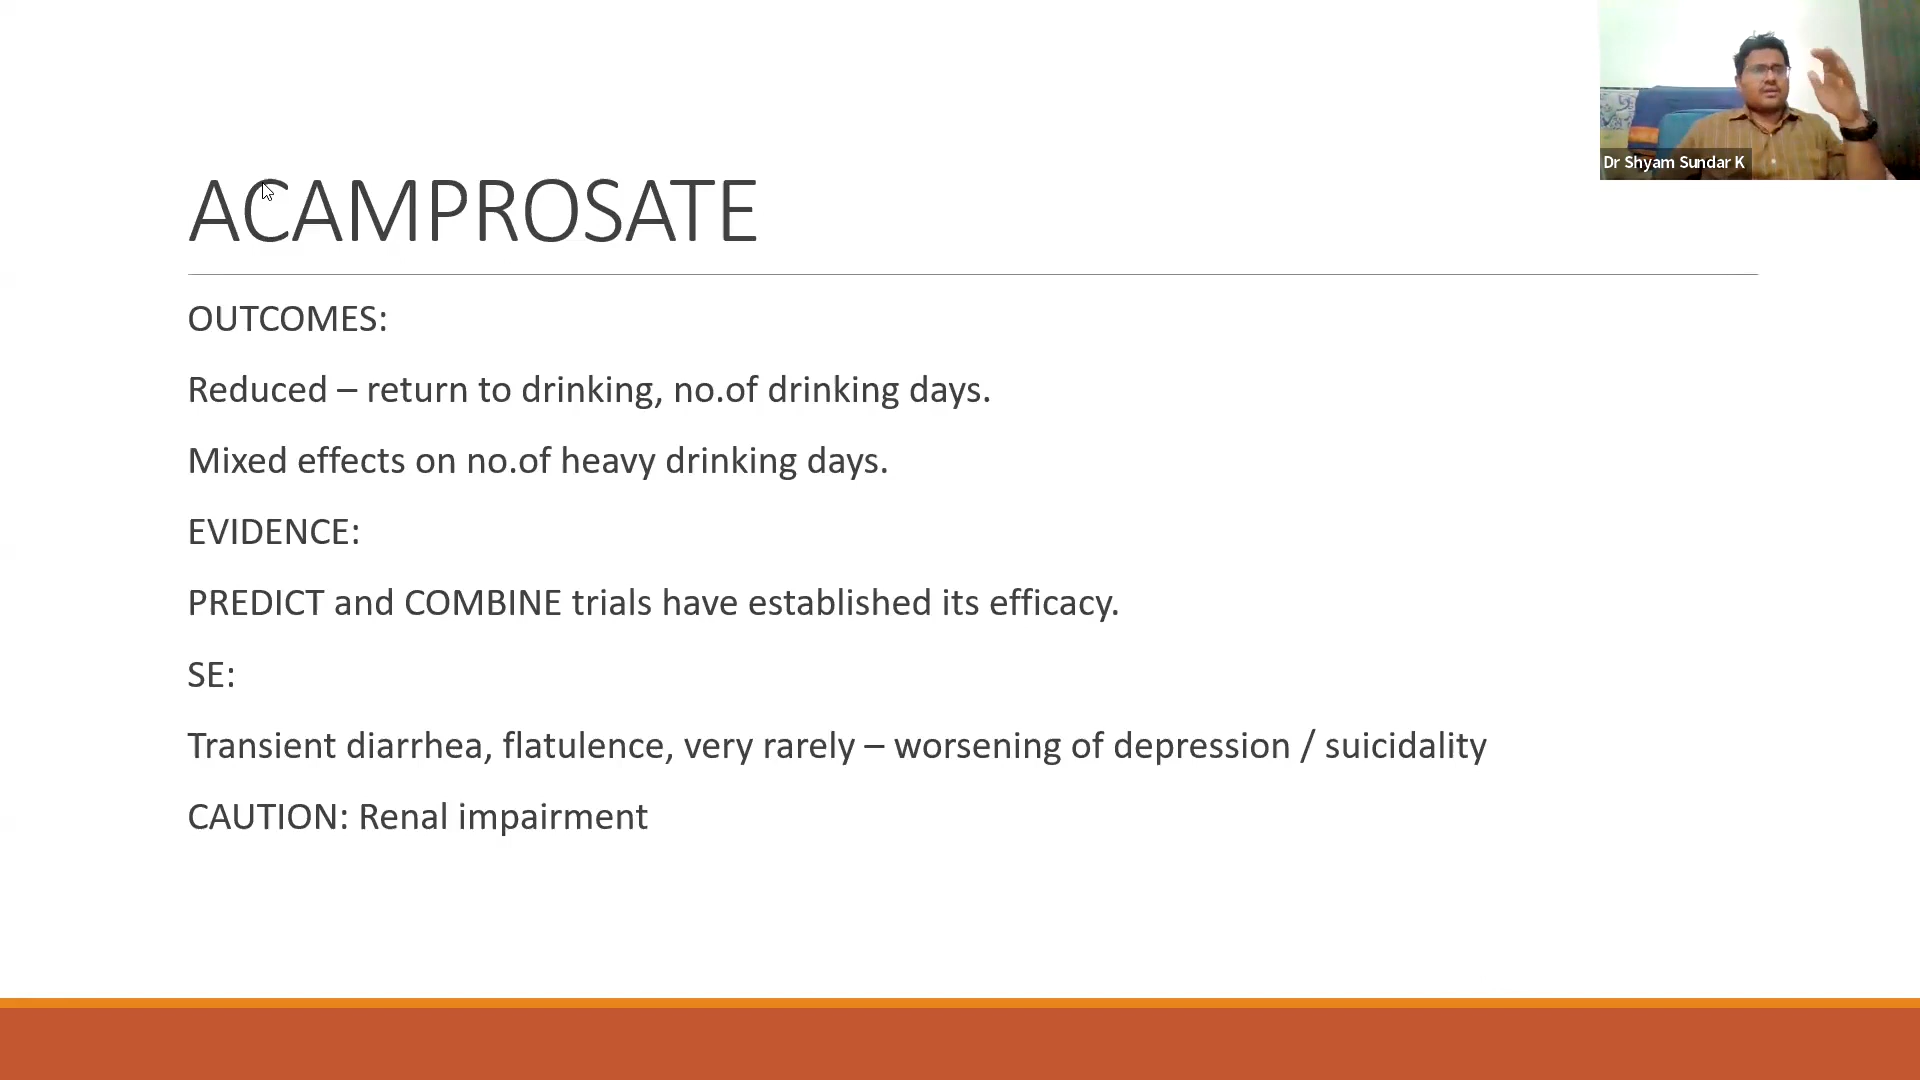 Dr Shyam Sundar K
ACAMPROSATE
OUTCOMES:
Reduced – return to drinking, no.of drinking days.
Mixed effects on no.of heavy drinking days.
EVIDENCE:
PREDICT and COMBINE trials have established its efficacy.
SE:
Transient diarrhea, flatulence, very rarely – worsening of depression / suicidality
CAUTION: Renal impairment